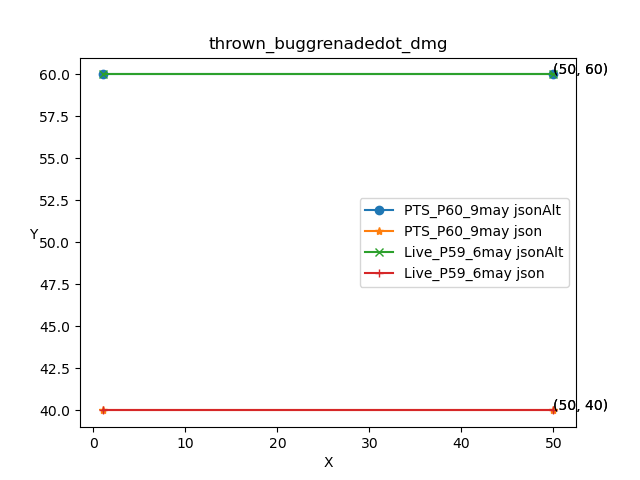 thrown_buggrenadedot_dmg
60.0
57.5
55.0
52.5
50.0
47.5
45.0
42.5
40.0
Y
(50, 60)
PTS_P60_9may jsonAlt
PTS_P60_9may json
Live_P59_6may jsonAlt
Live_P59_6may json
(50, 40)
0 10 20 30 40 50
X